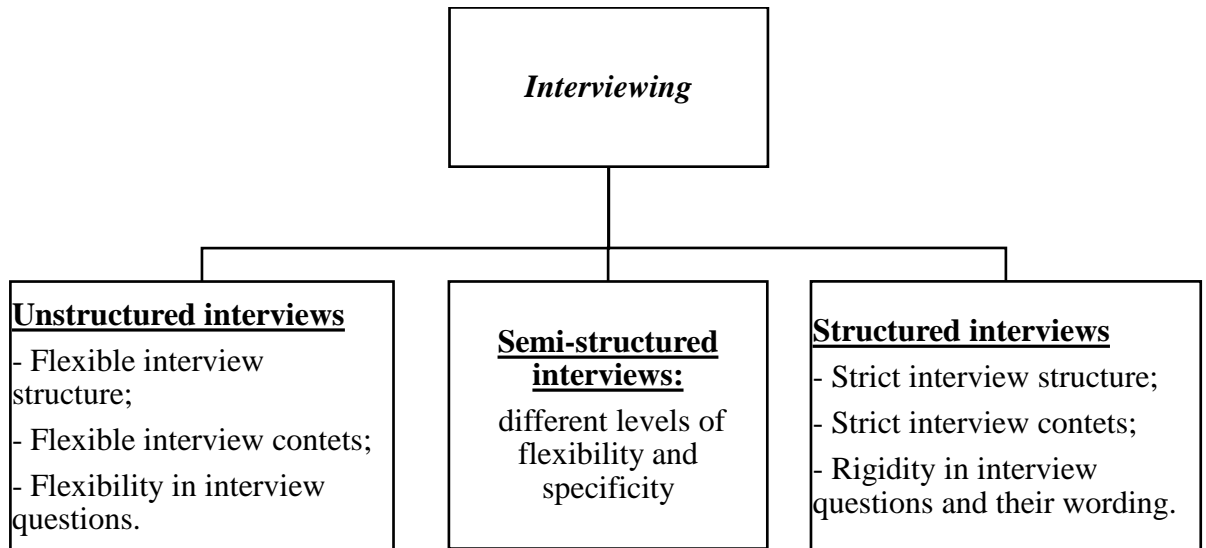 Interviewing
Unstructured interviews
- Flexible interview
structure;
- Flexible interview contets;
- Flexibility in interview
questions.
Semi-structured
interviews:
different levels of
flexibility and
specificity
Structured interviews
- Strict interview structure;
- Strict interview contets;
- Rigidity in interview
questions and their wording.